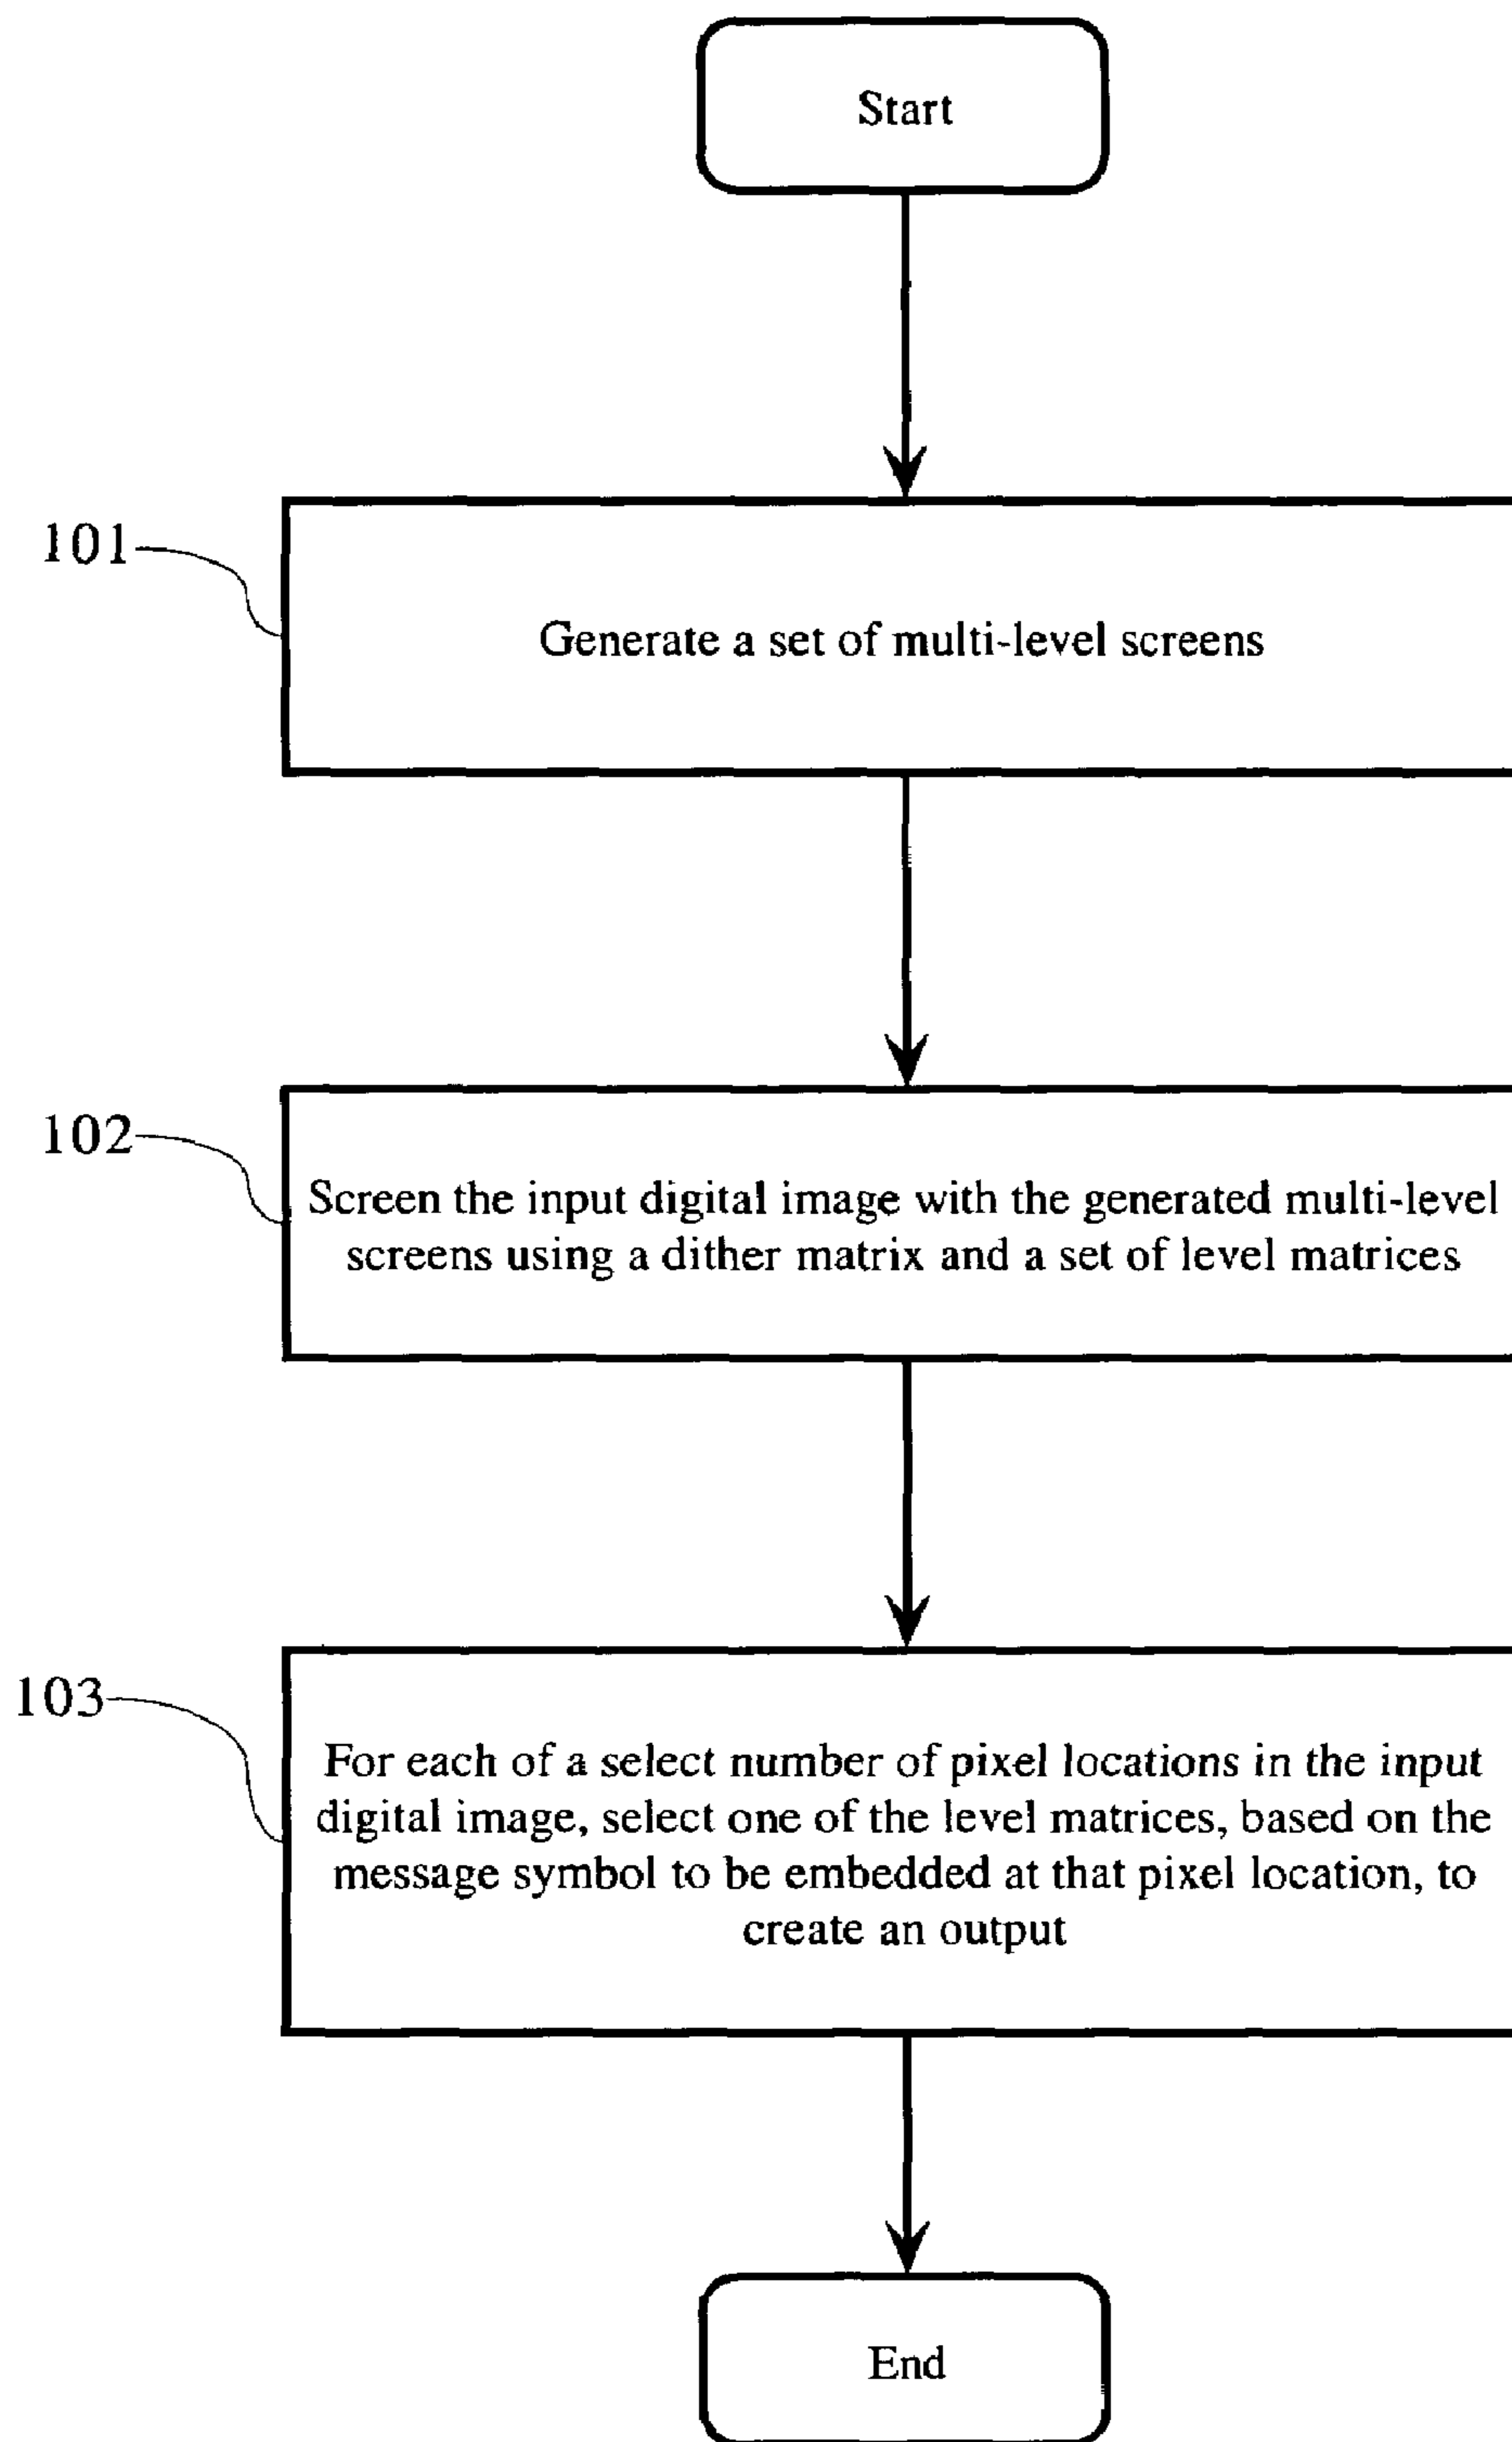 Start
101
Generate a set of multi-level screens
102
Screen the input digital image with the generated multi-level
screens using a dither matrix and a set of level matrices
103
For each of a select number of pixel locations in the input
digital image, select one of the level matrices, based on the
message symbol to be embedded at that pixel location, to
create an output
End